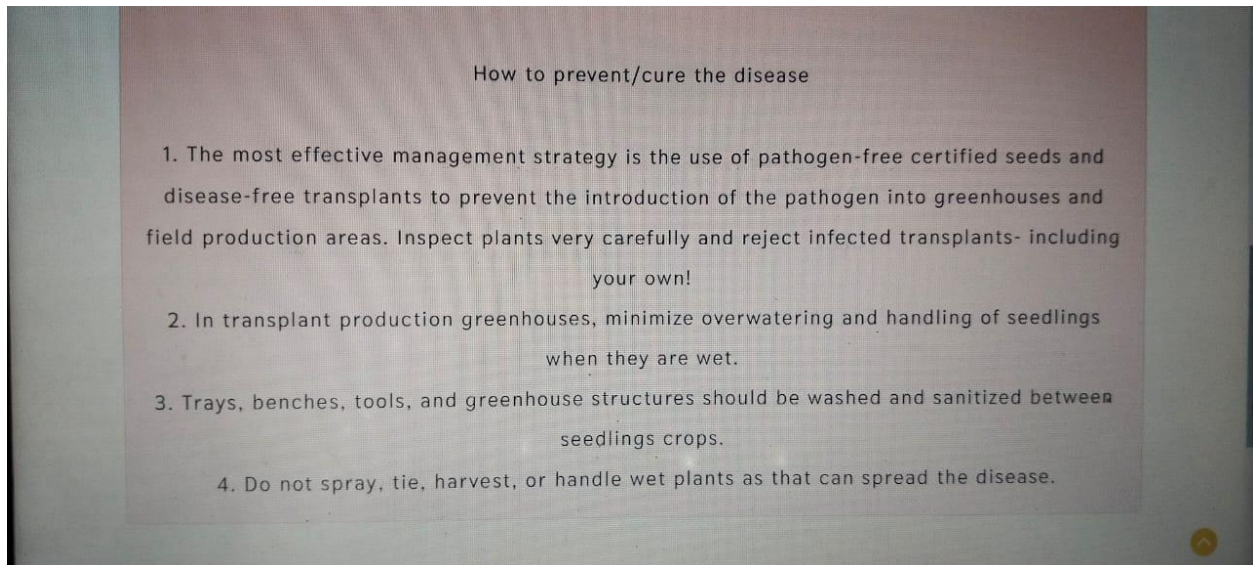 How to prevent/cure the disease
1. The most effective management strategy is the use of pathogen-free certified seeds and
disease-free transplants to prevent the introduction of the pathogen into greenhouses and
field production areas. Inspect plants very carefully and reject infected transplants- including
your own!
2. In transplant production greenhouses, minimize overwatering and handling of seedlings
when they are wet.
3. Trays, benches, tools, and greenhouse structures should be washed and sanitized between
seedlings crops.
4. Do not spray, tie, harvest, or handle wet plants as that can spread the disease.